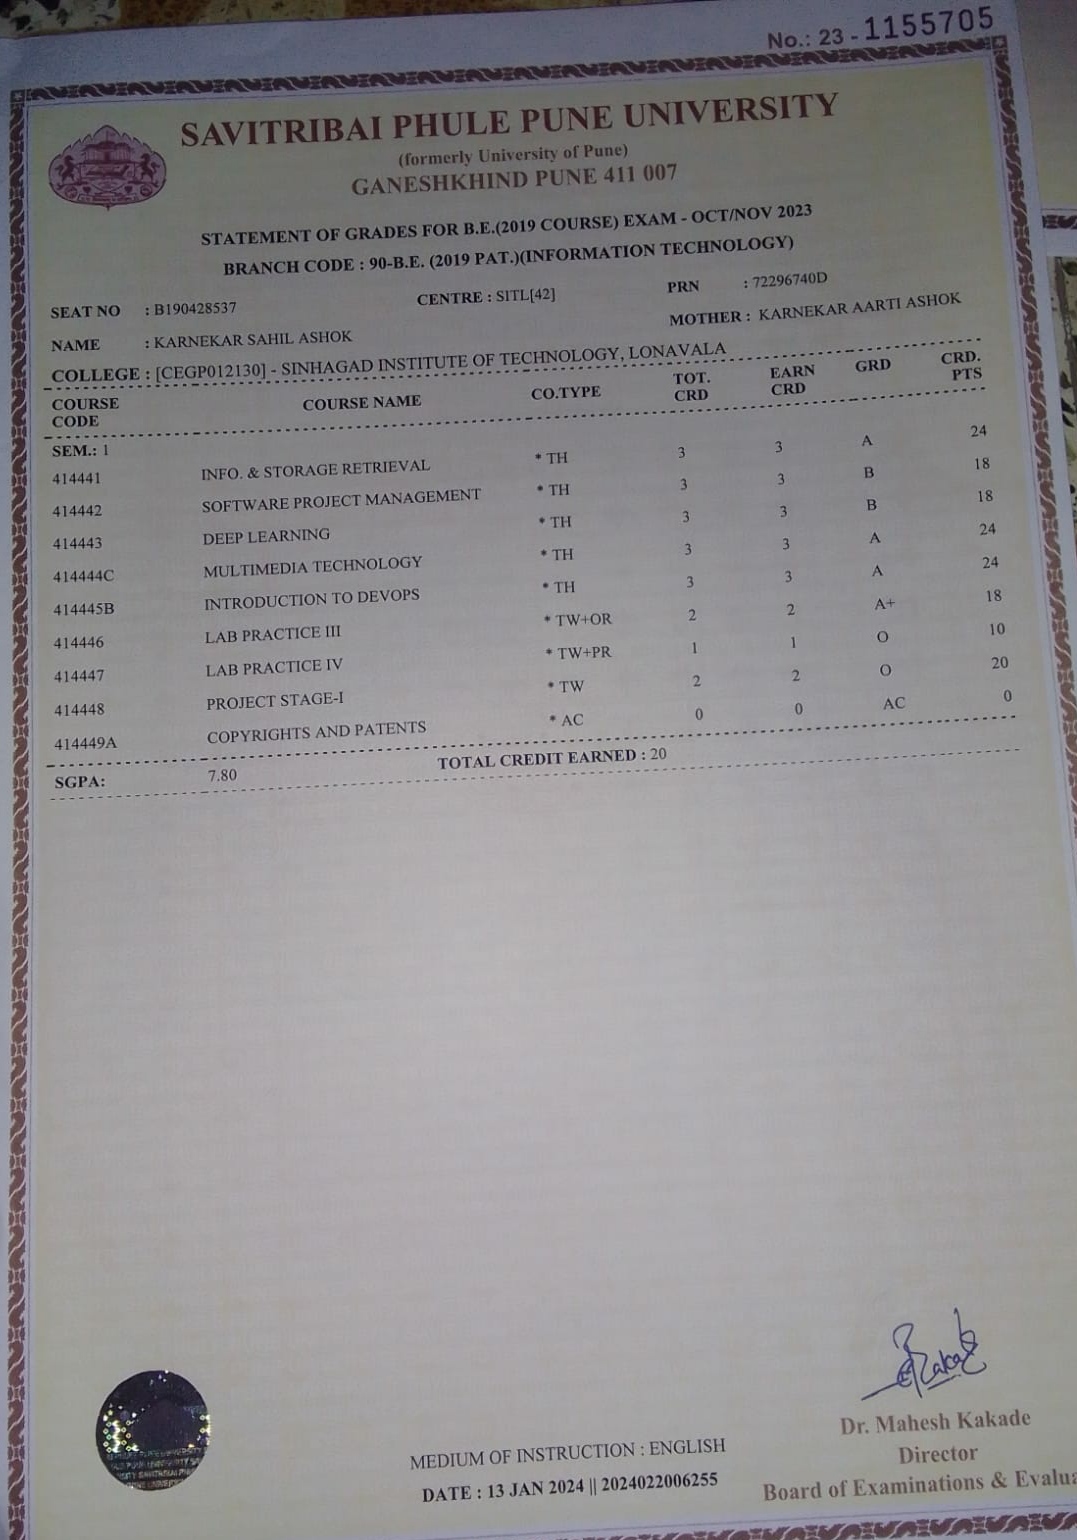 No.: 23 - 1155705
SAVITRIBAI PHULE PUNE UNIVERSITY
(formerly University of Pune)
GANESHKHIND PUNE 411 007
STATEMENT OF GRADES FOR B.E.(2019 COURSE) EXAM - OCT/NOV 2023
BRANCH CODE : 90-B.E. (2019 PAT.)(INFORMATION TECHNOLOGY)
SEAT NO : B190428537 CENTRE : SITL[42] PRN : 72296740D
NAME : KARNEKAR SAHIL ASHOK MOTHER : KARNEKAR AARTI ASHOK
COLLEGE : [CEGP012130] - SINHAGAD INSTITUTE OF TECHNOLOGY, LONAVALA
COURSE CODE COURSE NAME CO.TYPE TOT. CRD EARN CRD GRD CRD. PTS
SEM.: 1
414441 INFO. & STORAGE RETRIEVAL * TH 3 3 A 24
414442 SOFTWARE PROJECT MANAGEMENT * TH 3 3 B 18
414443 DEEP LEARNING * TH 3 3 B 18
414444C MULTIMEDIA TECHNOLOGY * TH 3 3 A 24
414445B INTRODUCTION TO DEVOPS * TH 3 3 A 24
414446 LAB PRACTICE III * TW+OR 2 2 A+ 18
414447 LAB PRACTICE IV * TW+PR 1 1 O 10
414448 PROJECT STAGE-I * TW 2 2 O 20
414449A COPYRIGHTS AND PATENTS * AC 0 0 AC 0
SGPA: 7.80 TOTAL CREDIT EARNED : 20
Dr. Mahesh Kakade
Director
Board of Examinations & Evalua
MEDIUM OF INSTRUCTION : ENGLISH
DATE : 13 JAN 2024 || 2024022006255